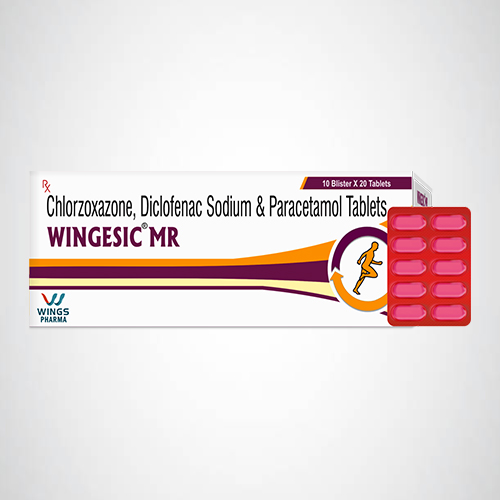 Rx
10 Blister X 20 Tablets
Chlorzoxazone, Diclofenac Sodium & Paracetamol Tablets
WINGESIC® MR
WINGS
PHARMA